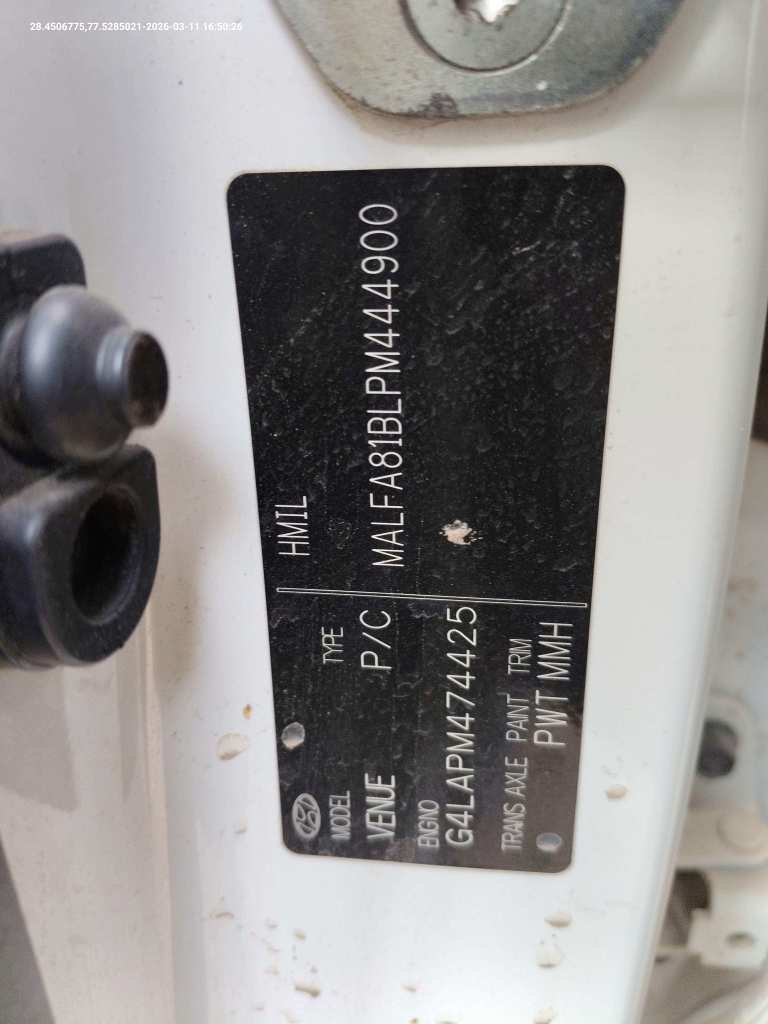 28.4506775,77.5285021-2026-03-11 16:50:26
HMIL
MODEL TYPE
VENUE P/C MALFA81BLPM444900
ENGNO
G4LAPM474425
TRANS AXLE PAINT TRIM
PWT MMH